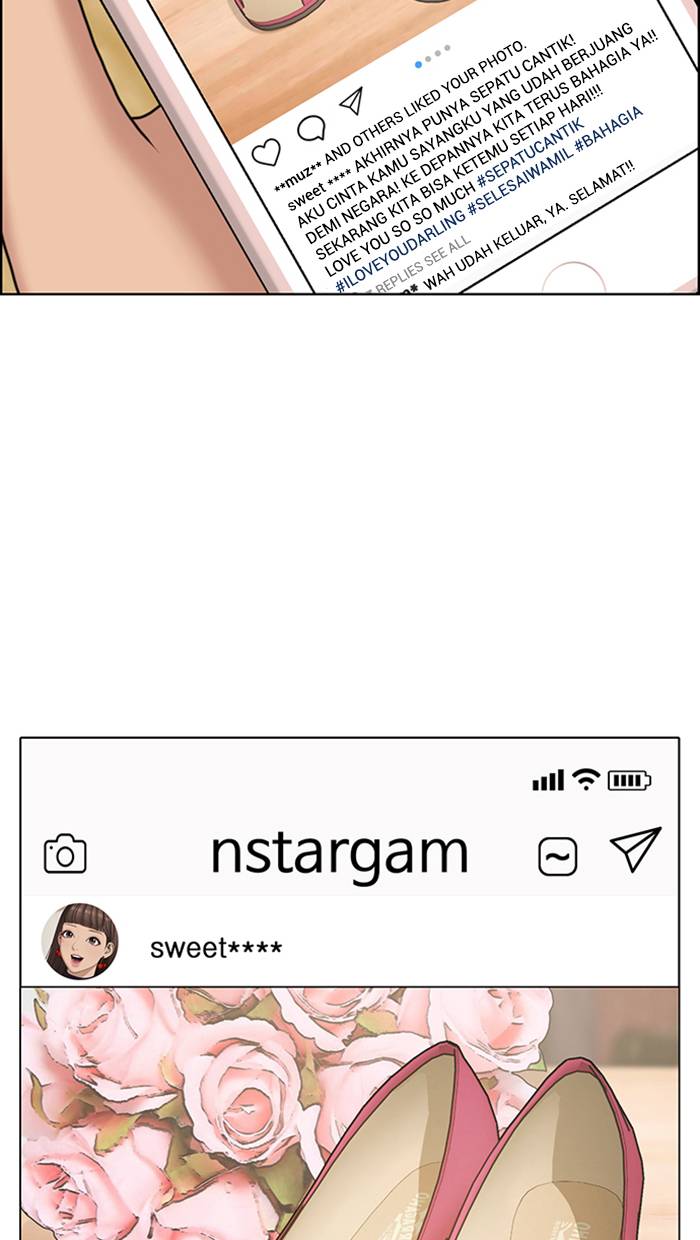 **muz** AND OTHERS LIKED YOUR PHOTO.
sweet **** AKHIRNYA PUNYA SEPATU CANTIK!
AKU CINTA KAMU SAYANGKU YANG UDAH BERJUANG
DEMI NEGARA! KE DEPANNYA KITA TERUS BAHAGIA YA!!
SEKARANG KITA BISA KETEMU SETIAP HARI!!!
LOVE YOU SO SO MUCH #SEPATUCANTIK
#ILOVEYOUDARLING #SELESAIWAMIL #BAHAGIA
REPLIES SEE ALL
WAH UDAH KELUAR, YA. SELAMAT!!
nstargam
sweet****